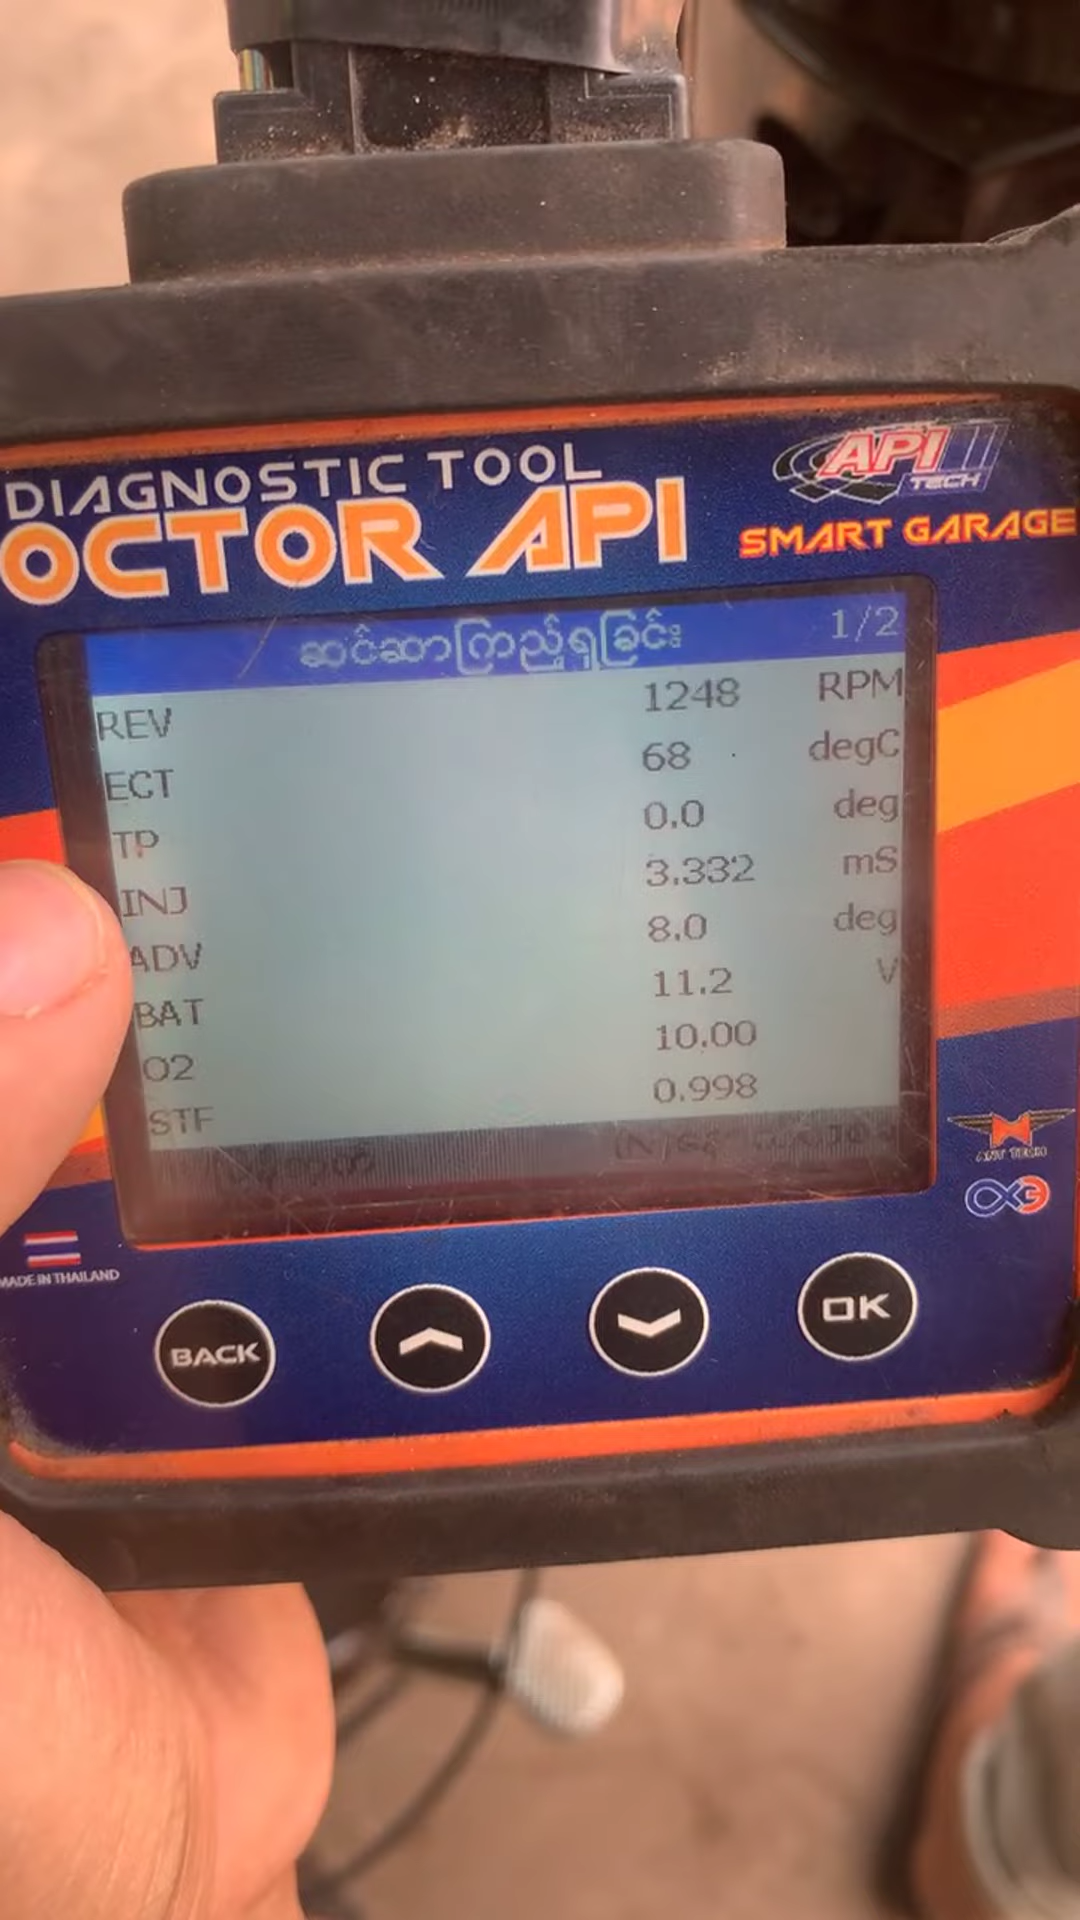 DIAGNOSTIC TOOL
OCTOR API
API
TECH
SMART GARAGE
ဆင်ဆာကြည့်ရှုခြင်း 1/2
REV 1248 RPM
ECT 68 degC
TP 0.0 deg
INJ 3.332 mS
ADV 8.0 deg
BAT 11.2 V
O2 10.00
STF 0.998
ANT TECH
MADE IN THAILAND
BACK
OK